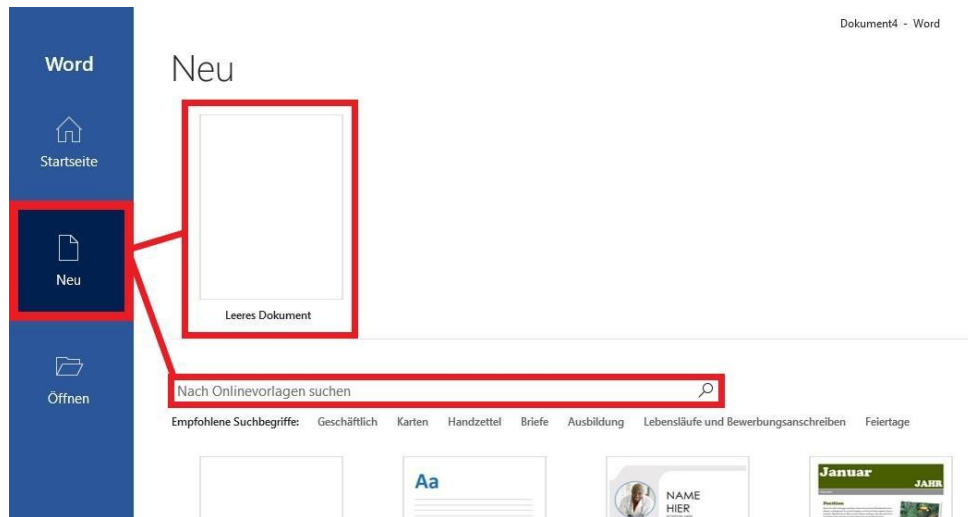 Dokument4 - Word
Word
Neu
Startseite
Neu
Leeres Dokument
Öffnen
Nach Onlinevorlagen suchen
Empfohlene Suchbegriffe: Geschäftlich Karten Handzettel Briefe Ausbildung Lebensläufe und Bewerbungsanschreiben Feiertage
Aa
NAME
HIER
Januar
JAHR